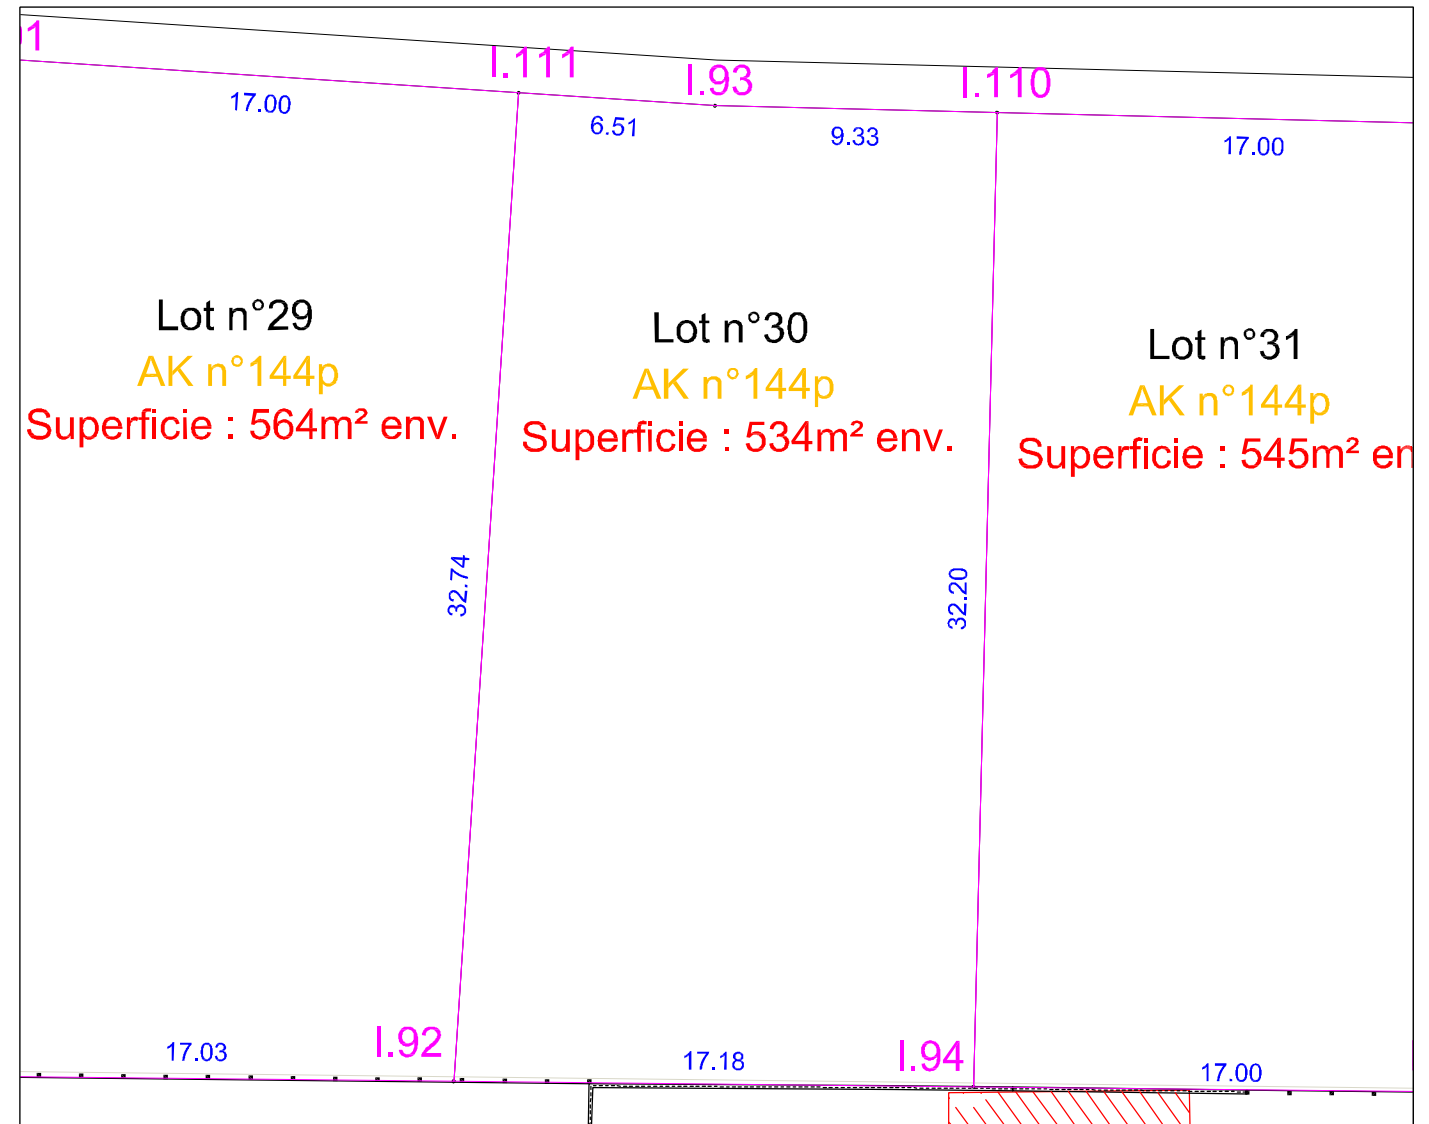 I.111
I.93
I.110
17.00
6.51
9.33
17.00
Lot n°29
AK n°144p
Superficie : 564m² env.
Lot n°30
AK n°144p
Superficie : 534m² env.
Lot n°31
AK n°144p
Superficie : 545m² en
32.74
32.20
17.03
I.92
17.18
I.94
17.00